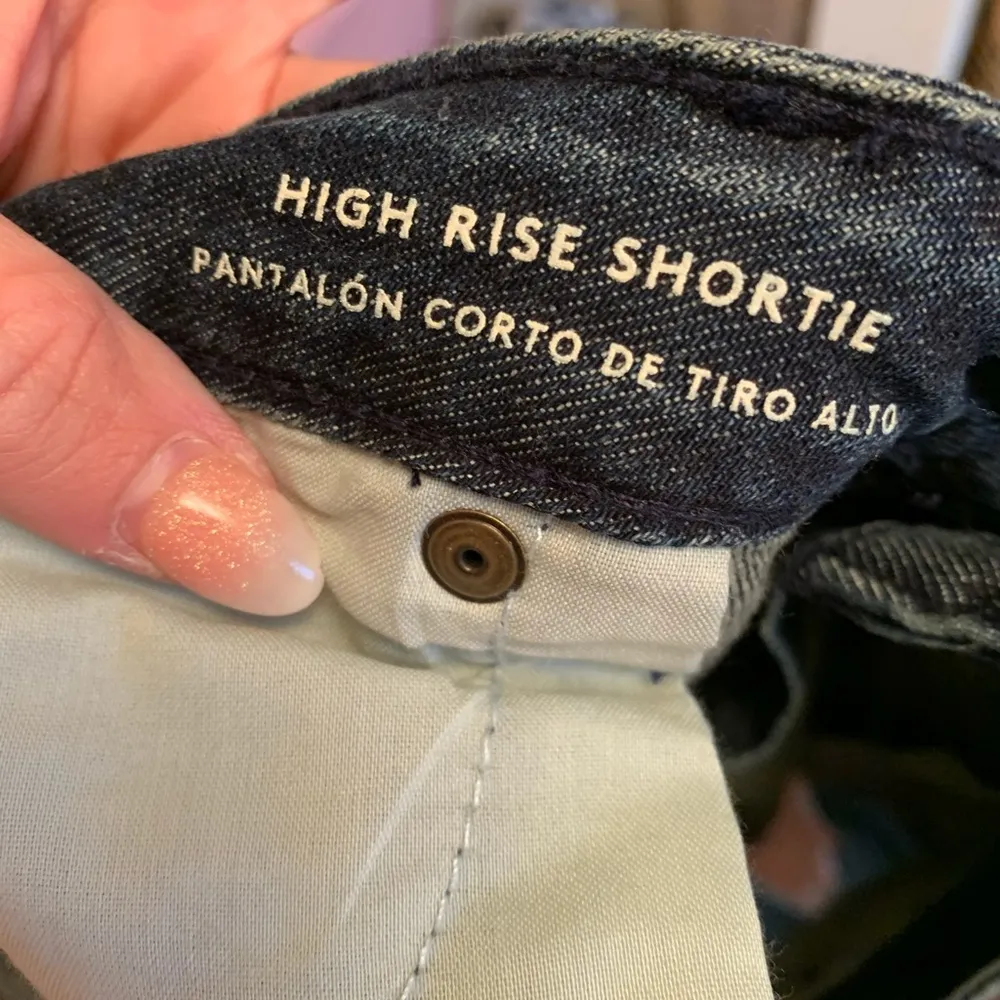 HIGH RISE SHORTIE
PANTALÓN CORTO DE TIRO ALTO